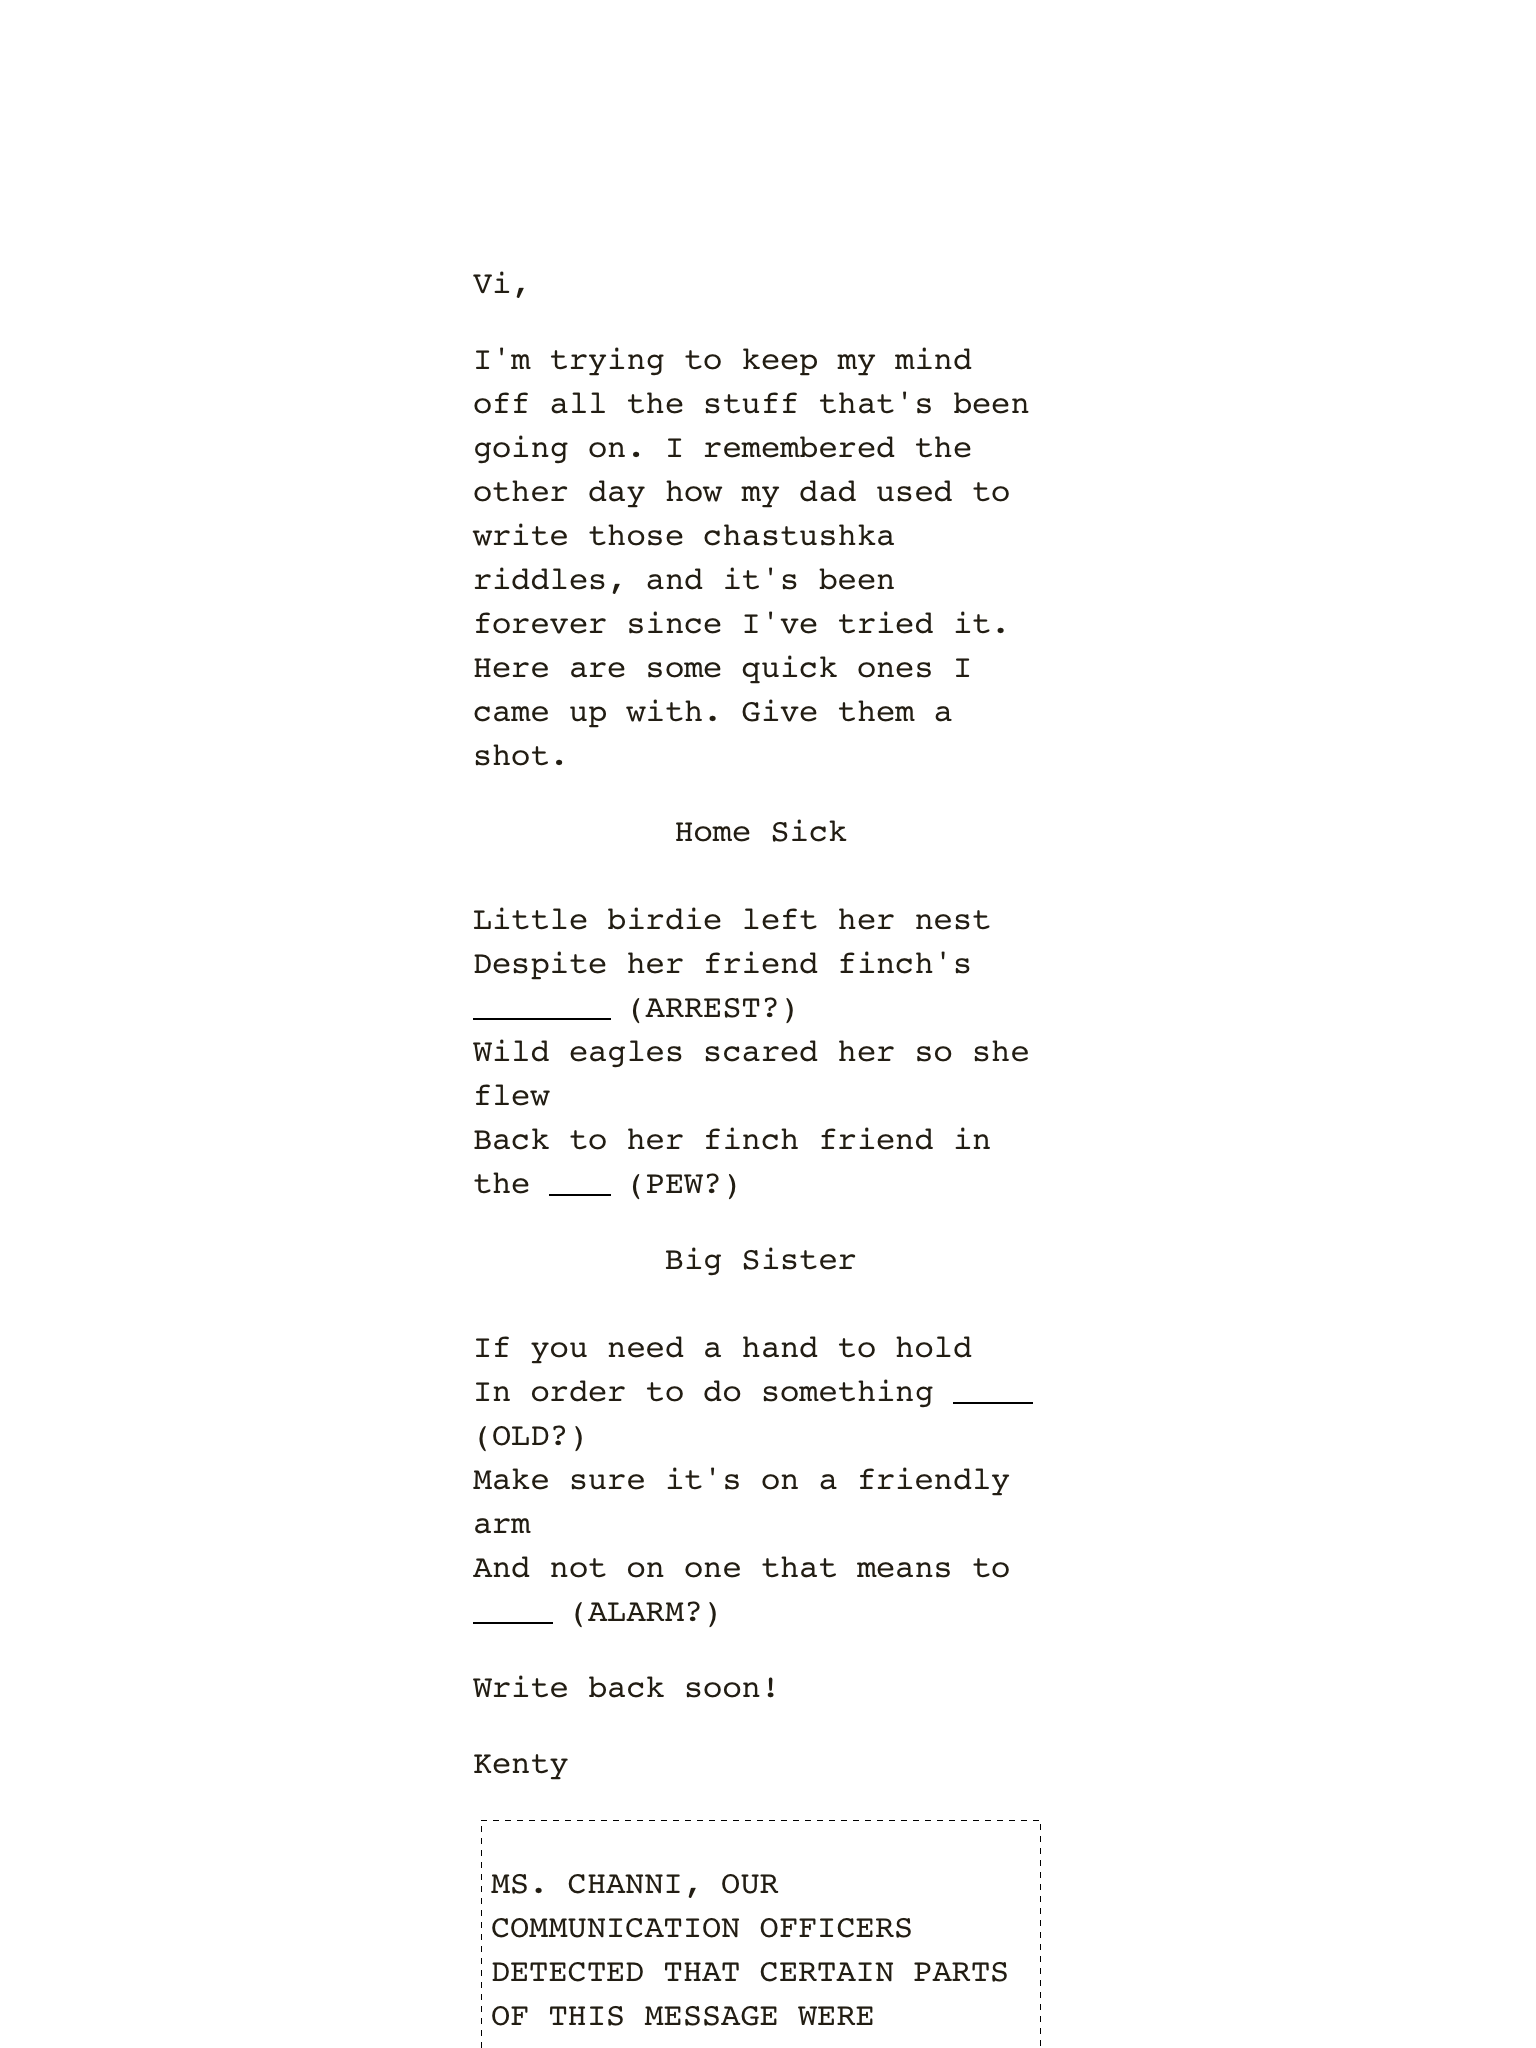 Vi,
I'm trying to keep my mind
off all the stuff that's been
going on. I remembered the
other day how my dad used to
write those chastushka
riddles, and it's been
forever since I've tried it.
Here are some quick ones I
came up with. Give them a
shot.
Home Sick
Little birdie left her nest
Despite her friend finch's
_______ (ARREST?)
Wild eagles scared her so she
flew
Back to her finch friend in
the ___ (PEW?)
Big Sister
If you need a hand to hold
In order to do something ____
(OLD?)
Make sure it's on a friendly
arm
And not on one that means to
____ (ALARM?)
Write back soon!
Kenty
MS. CHANNI, OUR
COMMUNICATION OFFICERS
DETECTED THAT CERTAIN PARTS
OF THIS MESSAGE WERE